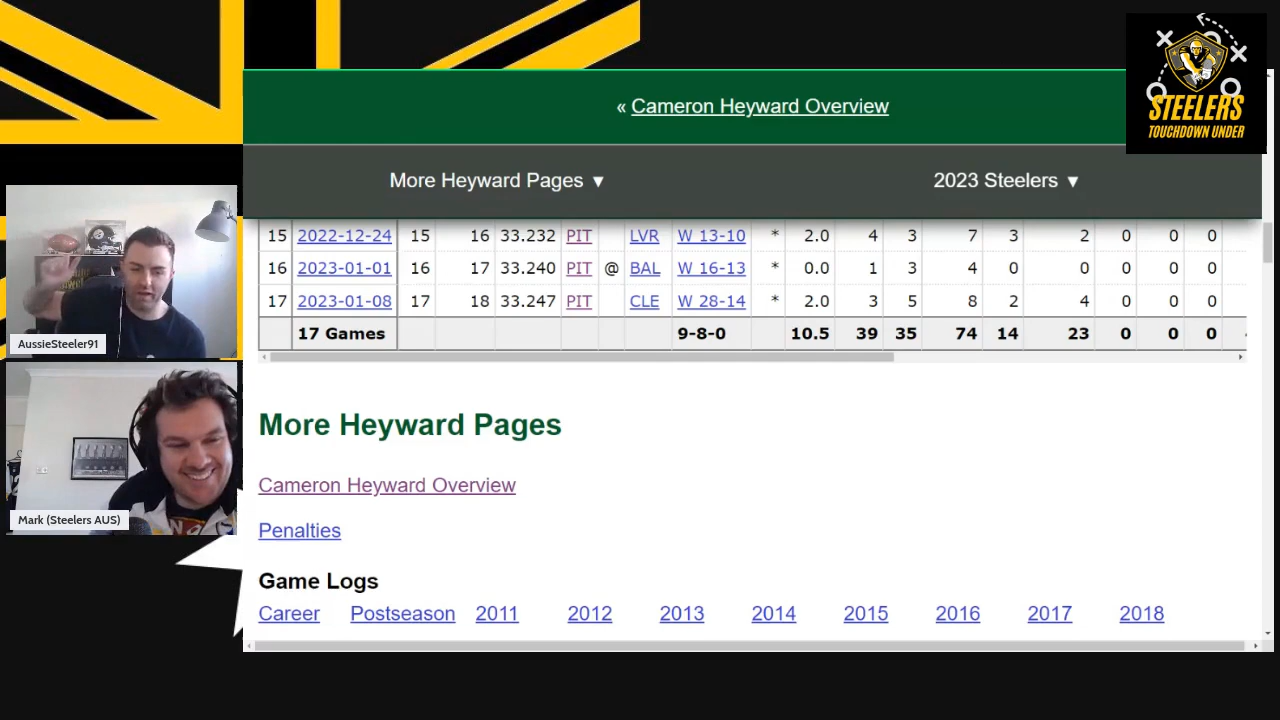 STEELERS
TOUCHDOWN UNDER
« Cameron Heyward Overview
More Heyward Pages ▼ 2023 Steelers ▼
15 2022-12-24 15 16 33.232 PIT LVR W 13-10 * 2.0 4 3 7 3 2 0 0 0
16 2023-01-01 16 17 33.240 PIT @ BAL W 16-13 * 0.0 1 3 4 0 0 0 0 0
17 2023-01-08 17 18 33.247 PIT CLE W 28-14 * 2.0 3 5 8 2 4 0 0 0
17 Games 9-8-0 10.5 39 35 74 14 23 0 0 0
AussieSteeler91
Mark (Steelers AUS)
More Heyward Pages
Cameron Heyward Overview
Penalties
Game Logs
Career Postseason 2011 2012 2013 2014 2015 2016 2017 2018